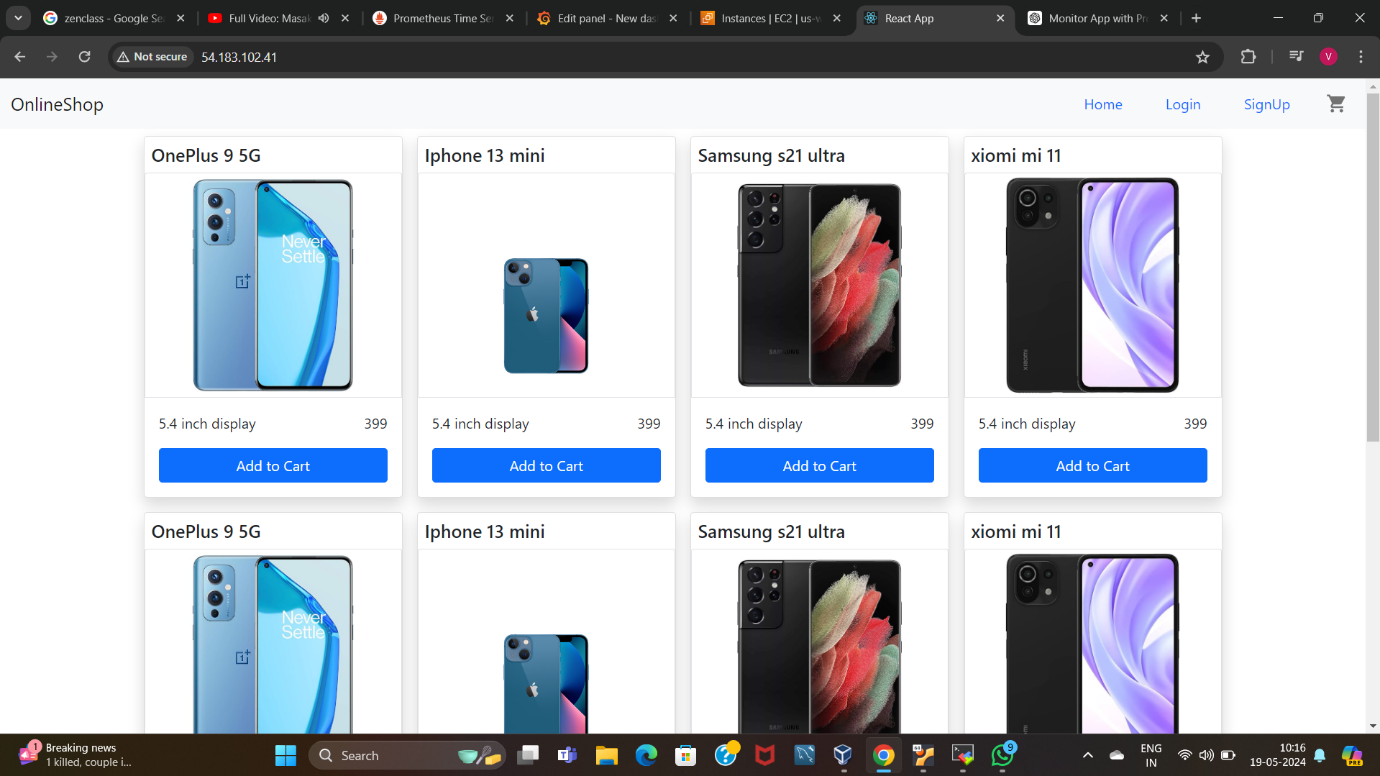 zenclass - Google Se
Full Video: Masak
Prometheus Time Se
Edit panel - New das
Instances | EC2 | us-w
React App
Monitor App with Pr
Not secure
54.183.102.41
V
OnlineShop
Home
Login
SignUp
OnePlus 9 5G
Iphone 13 mini
Samsung s21 ultra
xiomi mi 11
Never
Settle
SAMSUNG
xiaomi
5.4 inch display 399
5.4 inch display 399
5.4 inch display 399
5.4 inch display 399
Add to Cart
Add to Cart
Add to Cart
Add to Cart
OnePlus 9 5G
Iphone 13 mini
Samsung s21 ultra
xiomi mi 11
Never
Settle
1
Breaking news
1 killed, couple i...
Search
9
ENG
IN
10:16
19-05-2024
PRE